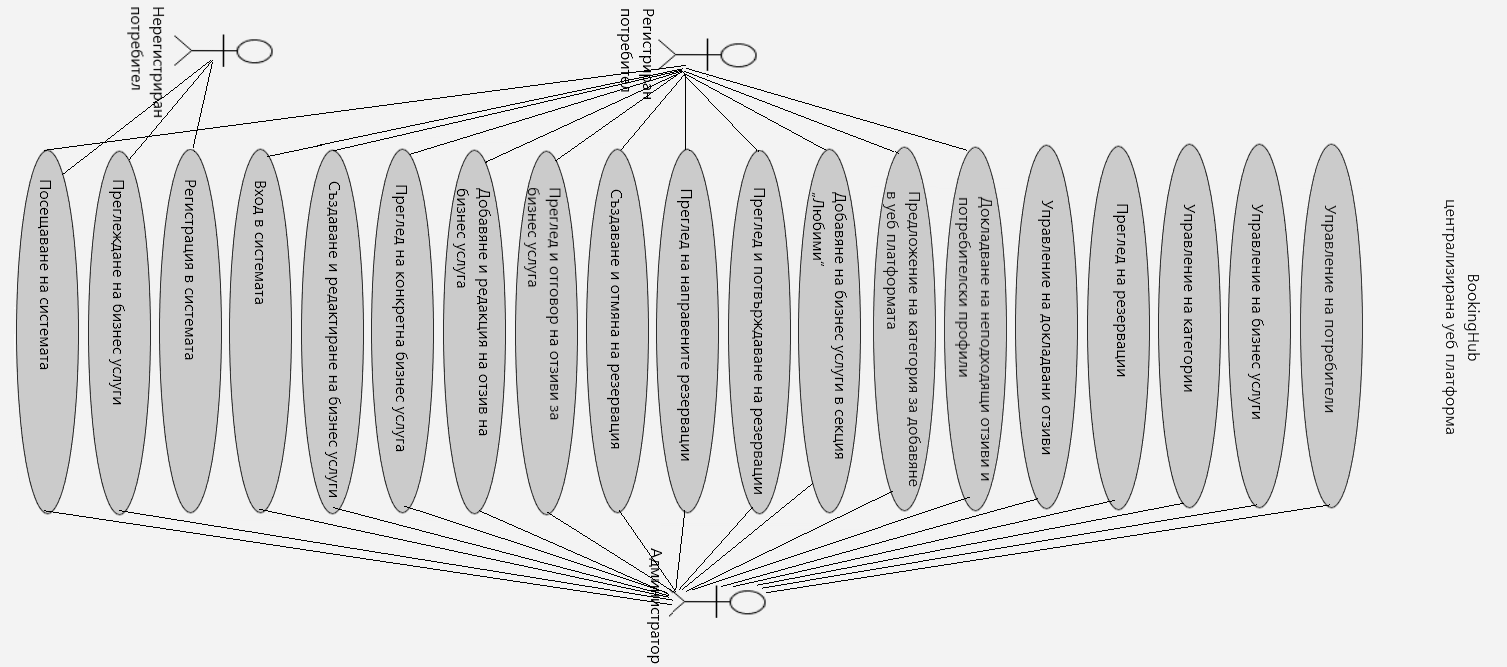 BookingHub
централизирана уеб платформа
Управление на потребители
Управление на бизнес услуги
Управление на категории
Преглед на резервации
Управление на докладвани отзиви
Докладване на неподходящи отзиви и
потребителски профили
Предложение на категория за добавяне
в уеб платформата
Добавяне на бизнес услуги в секция
„Любими“
Преглед и потвърждаване на резервации
Преглед на направените резервации
Създаване и отмяна на резервация
Преглед и отговор на отзиви за
бизнес услуга
Добавяне и редакция на отзив на
бизнес услуга
Преглед на конкретна бизнес услуга
Създаване и редактиране на бизнес услуги
Вход в системата
Регистрация в системата
Преглеждане на бизнес услуги
Посещаване на системата
Регистриран
потребител
Нерегистриран
потребител
Администратор